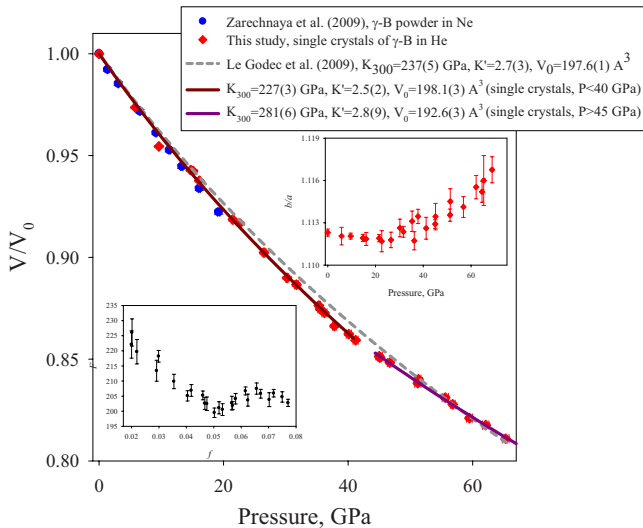 Zarechnaya et al. (2009), γ-B powder in Ne
This study, single crystals of γ-B in He
Le Godec et al. (2009), K300=237(5) GPa, K'=2.7(3), V0=197.6(1) A^3
K300=227(3) GPa, K'=2.5(2), V0=198.1(3) A^3 (single crystals, P<40 GPa)
K300=281(6) GPa, K'=2.8(9), V0=192.6(3) A^3 (single crystals, P>45 GPa)
1.00
0.95
0.90
0.85
0.80
V/V0
0 20 40 60
Pressure, GPa
1.119
1.116
1.113
1.110
b/a
0 20 40 60
Pressure, GPa
235
230
225
220
215
210
205
200
195
0.02 0.03 0.04 0.05 0.06 0.07 0.08
f